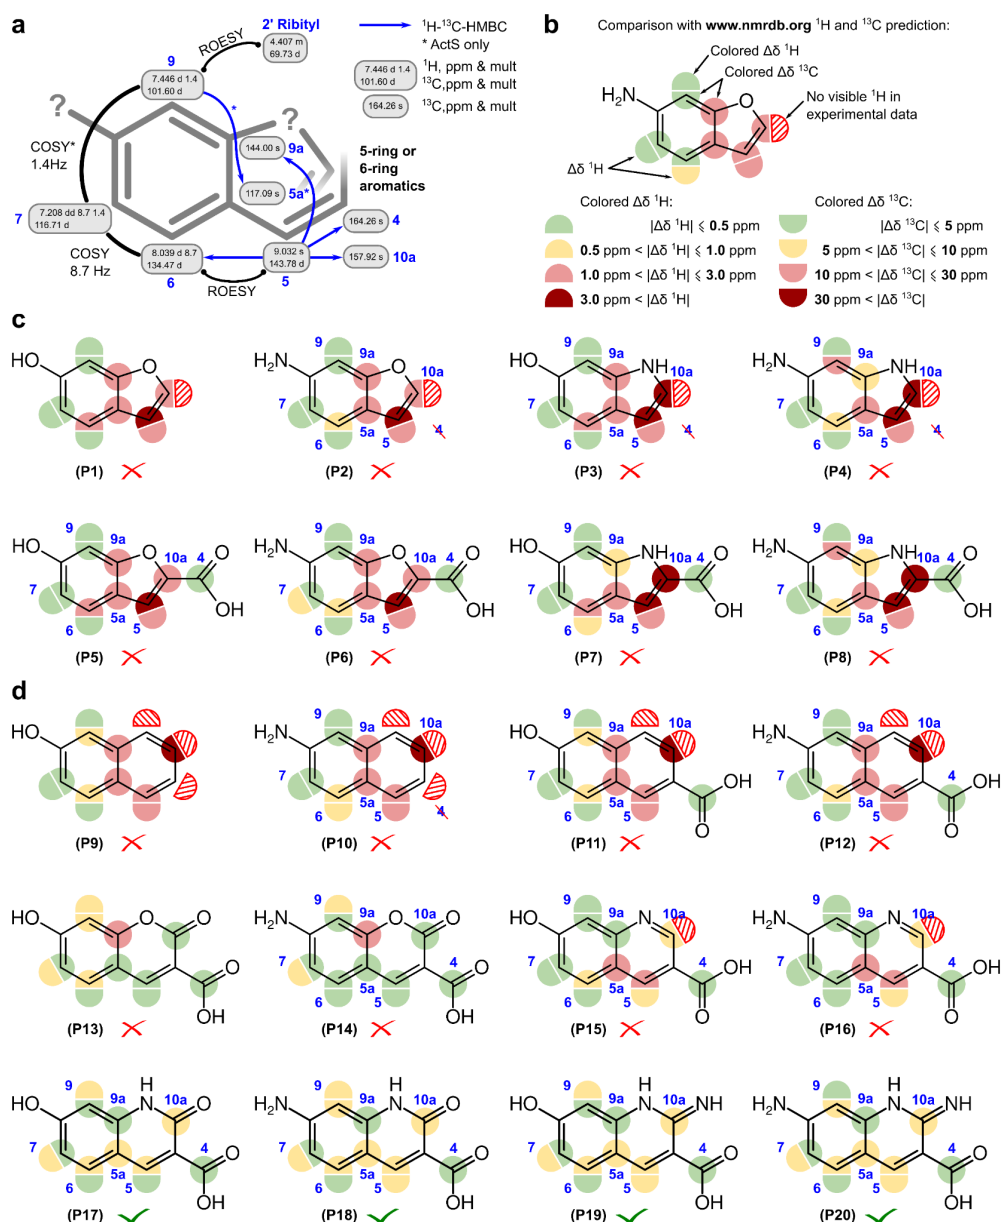 a
2' Ribityl
ROESY
4.407 m
69.73 d
9
7.446 d 1.4
101.60 d
¹H-¹³C-HMBC
* ActS only
7.446 d 1.4
101.60 d
¹H, ppm & mult
¹³C,ppm & mult
164.26 s
¹³C,ppm & mult
?
?
*
144.00 s
9a
COSY*
1.4Hz
117.09 s
5a*
5-ring or
6-ring
aromatics
7
7.208 dd 8.7 1.4
116.71 d
164.26 s
4
COSY
8.7 Hz
8.039 d 8.7
134.47 d
9.032 s
143.78 d
157.92 s
10a
6
ROESY
5
b
Comparison with www.nmrdb.org ¹H and ¹³C prediction:
Colored Δδ ¹H
Colored Δδ ¹³C
H₂N
O
No visible ¹H in
experimental data
Δδ ¹H
Colored Δδ ¹H:
Colored Δδ ¹³C:
|Δδ ¹H| ⩽ 0.5 ppm
|Δδ ¹³C| ⩽ 5 ppm
0.5 ppm < |Δδ ¹H| ⩽ 1.0 ppm
5 ppm < |Δδ ¹³C| ⩽ 10 ppm
1.0 ppm < |Δδ ¹H| ⩽ 3.0 ppm
10 ppm < |Δδ ¹³C| ⩽ 30 ppm
3.0 ppm < |Δδ ¹H|
30 ppm < |Δδ ¹³C|
c
HO
O
(P1)
9
9a
H₂N
O
10a
7
6
5a
5
4
(P2)
9
9a
HO
NH
10a
7
6
5a
5
4
(P3)
9
9a
H₂N
NH
10a
7
6
5a
5
4
(P4)
9
9a
HO
O
10a
4
O
OH
7
6
5a
5
(P5)
9
9a
H₂N
O
10a
4
O
OH
7
6
5a
5
(P6)
9
9a
HO
NH
10a
4
O
OH
7
6
5a
5
(P7)
9
9a
H₂N
NH
10a
4
O
OH
7
6
5a
5
(P8)
d
HO
(P9)
9
9a
10a
H₂N
7
6
5a
5
4
(P10)
9
9a
10a
HO
7
6
5a
5
4
OH
O
(P11)
9
9a
10a
H₂N
7
6
5a
5
4
OH
O
(P12)
HO
O
O
O
OH
(P13)
9
9a
H₂N
O
10a
O
7
6
5
4
O
OH
(P14)
9
9a
HO
N
10a
7
6
5a
5
4
OH
O
(P15)
9
9a
H₂N
N
10a
7
6
5a
5
4
OH
O
(P16)
9
9a
H
N
10a
O
HO
7
6
5a
5
4
O
OH
(P17)
9
9a
H
N
10a
O
H₂N
7
6
5a
5
4
O
OH
(P18)
9
9a
H
N
10a
NH
HO
7
6
5a
5
4
O
OH
(P19)
9
9a
H
N
10a
NH
H₂N
7
6
5a
5
4
O
OH
(P20)